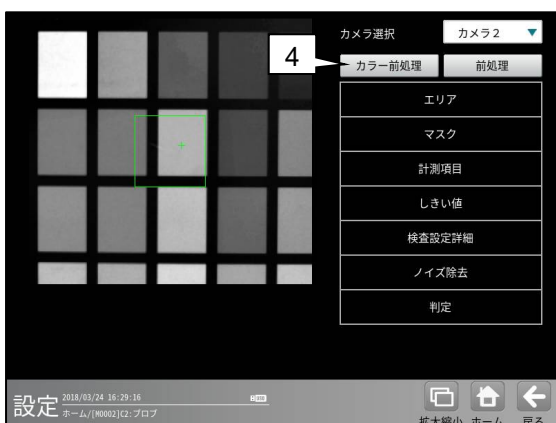 カメラ選択
カメラ2
4
カラー前処理
前処理
エリア
マスク
計測項目
しきい値
検査設定詳細
ノイズ除去
判定
設定
2018/03/24 16:29:16
ホーム/[M0002]C2:ブロブ
拡大縮小 ホーム 戻る